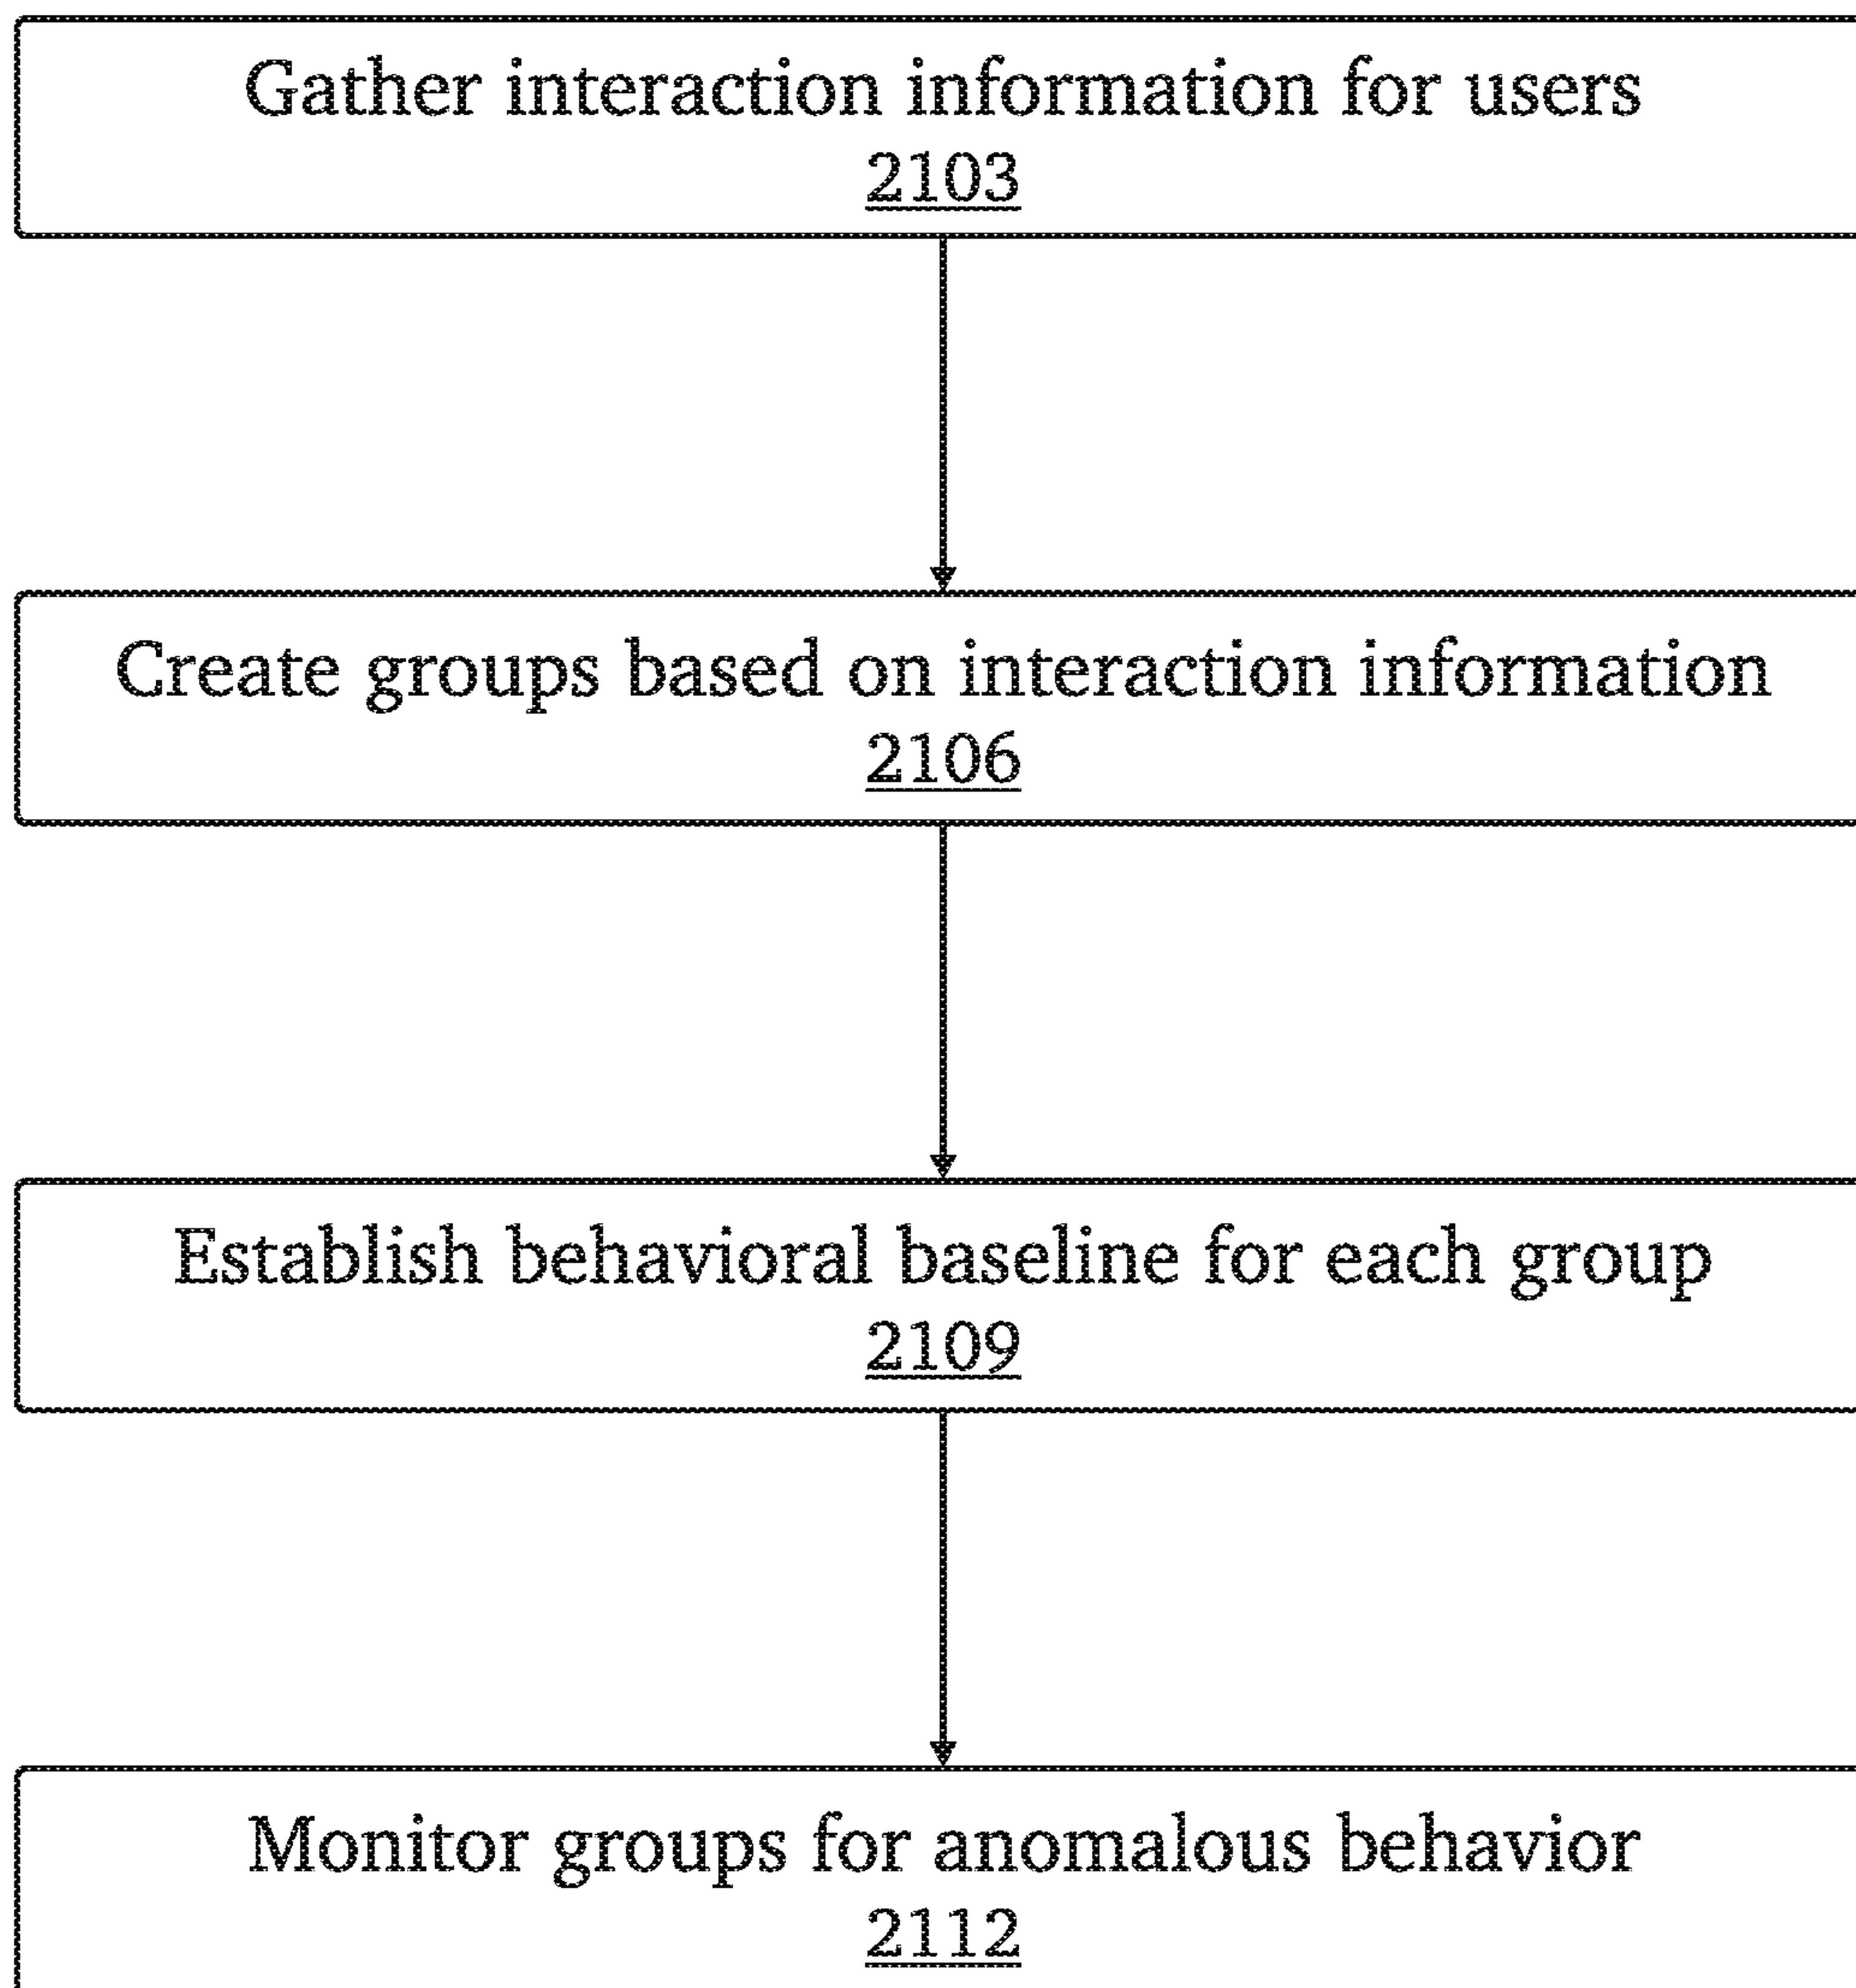 Gather interaction information for users
2103
Create groups based on interaction information
2106
Establish behavioral baseline for each group
2109
Monitor groups for anomalous behavior
2112